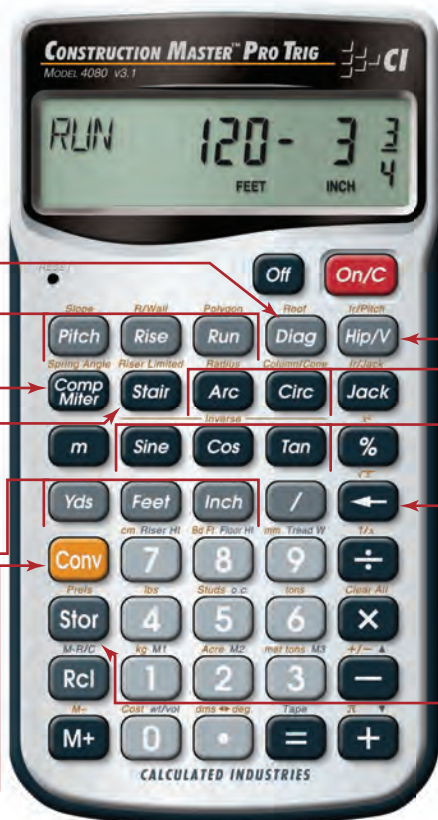 CONSTRUCTION MASTER™ PRO TRIG CI
MODEL 4080 v3.1
RUN 120- 3 3/4
FEET INCH
RESET
Off On/C
Slope R/Wall Polygon Roof Ir/Pitch
Pitch Rise Run Diag Hip/V
Spring Angle Riser Limited Radius Column/Cone Ir/Jack
Comp Miter Stair Arc Circ Jack
Inverse x²
m Sine Cos Tan %
√x
Yds Feet Inch / ←
cm Riser Ht Bd Ft Floor Ht mm Tread W 1/x
Conv 7 8 9 ÷
Prefs lbs Studs o.c. tons Clear All
Stor 4 5 6 ×
M-R/C kg M1 Acre M2 met tons M3 +/− ▲
Rcl 1 2 3 −
M− Cost wt/vol dms ◄► deg Tape π ▼
M+ 0 • = +
CALCULATED INDUSTRIES